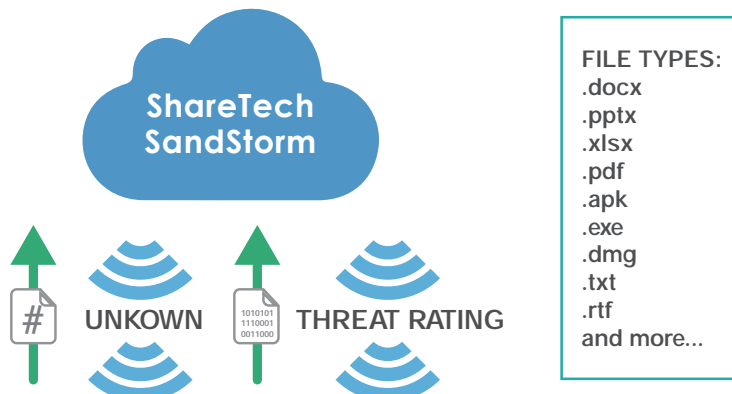 ShareTech
SandStorm
#
UNKOWN
1010101
1110001
0011000
THREAT RATING
FILE TYPES:
.docx
.pptx
.xlsx
.pdf
.apk
.exe
.dmg
.txt
.rtf
and more...